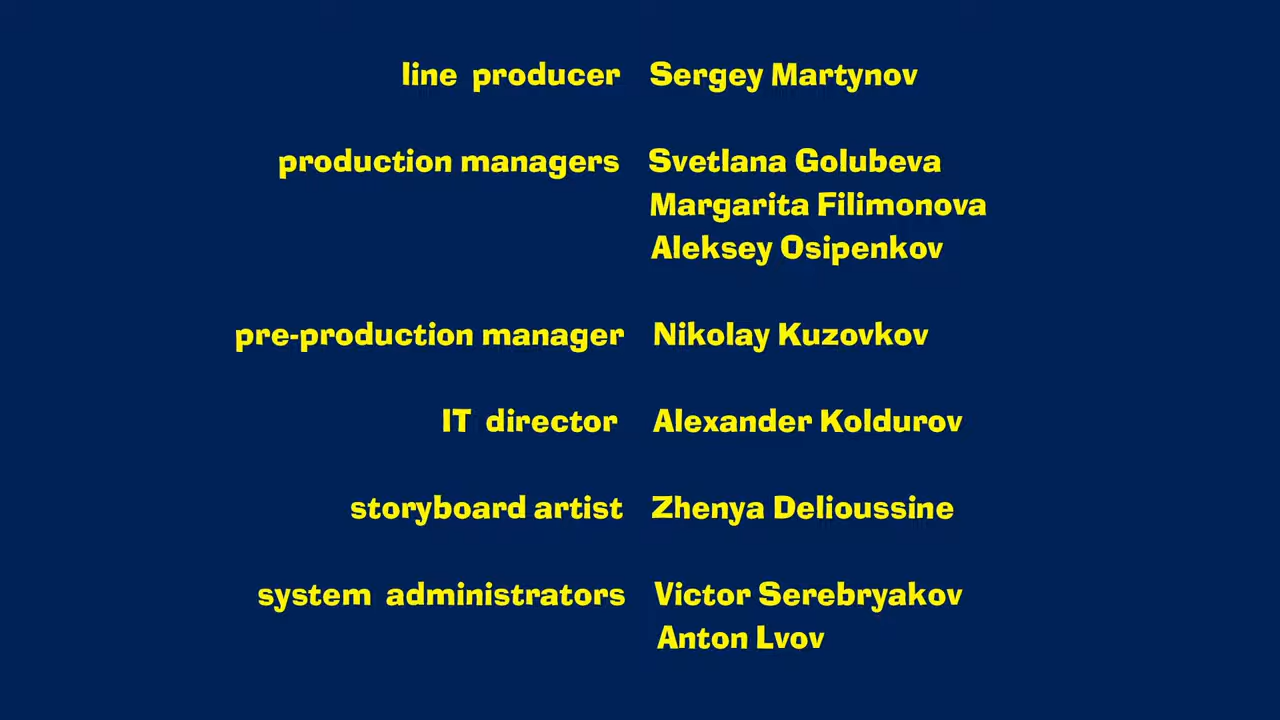 line producer Sergey Martynov
production managers Svetlana Golubeva
Margarita Filimonova
Aleksey Osipenkov
pre-production manager Nikolay Kuzovkov
IT director Alexander Koldurov
storyboard artist Zhenya Delioussine
system administrators Victor Serebryakov
Anton Lvov